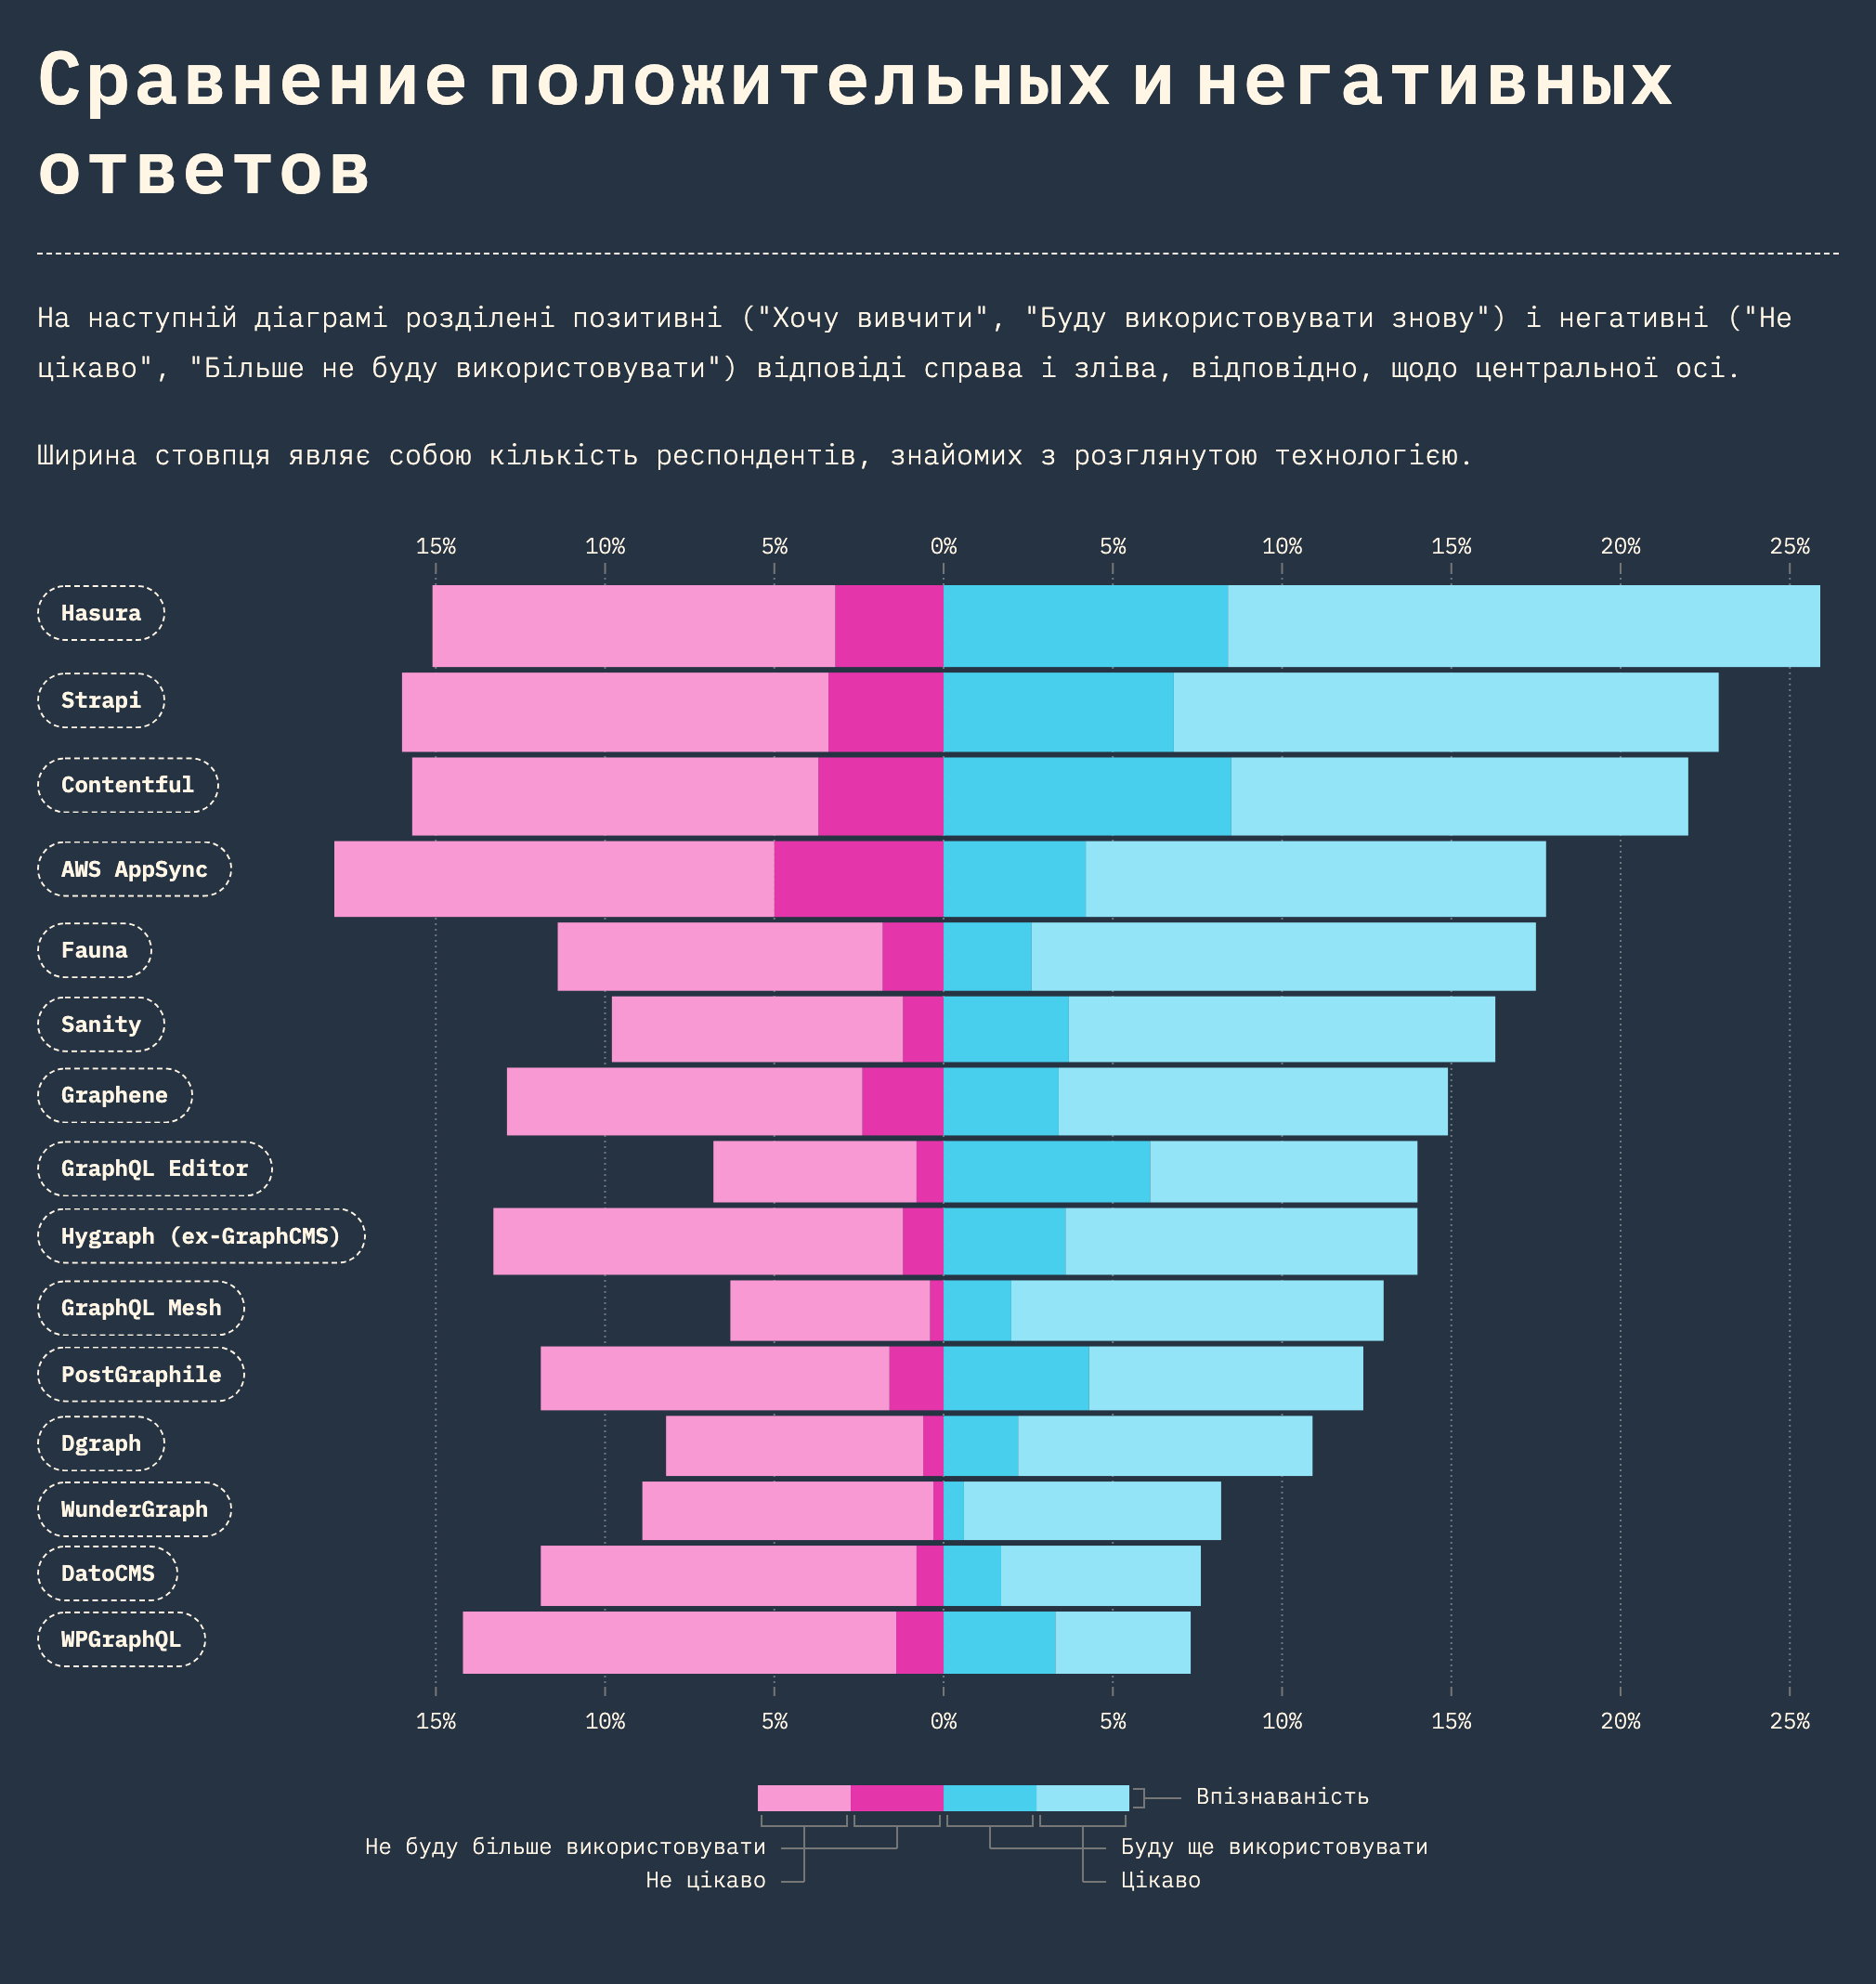 Сравнение положительных и негативных
ответов
На наступній діаграмі розділені позитивні ("Хочу вивчити", "Буду використовувати знову") і негативні ("Не
цікаво", "Більше не буду використовувати") відповіді справа і зліва, відповідно, щодо центральної осі.
Ширина стовпця являє собою кількість респондентів, знайомих з розглянутою технологією.
15% 10% 5% 0% 5% 10% 15% 20% 25%
Hasura
Strapi
Contentful
AWS AppSync
Fauna
Sanity
Graphene
GraphQL Editor
Hygraph (ex-GraphCMS)
GraphQL Mesh
PostGraphile
Dgraph
WunderGraph
DatoCMS
WPGraphQL
15% 10% 5% 0% 5% 10% 15% 20% 25%
Впізнаваність
Не буду більше використовувати Буду ще використовувати
Не цікаво Цікаво